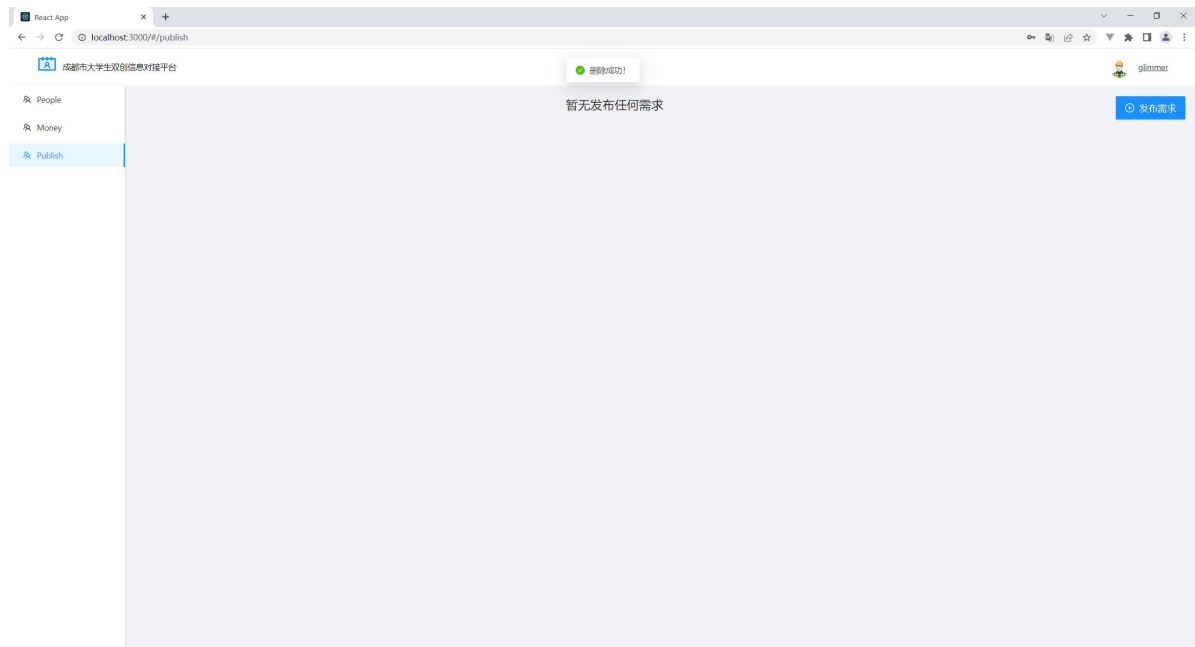 React App
localhost:3000/#/publish
成都市大学生双创信息对接平台
删除成功!
glimmer
People
暂无发布任何需求
发布需求
Money
Publish